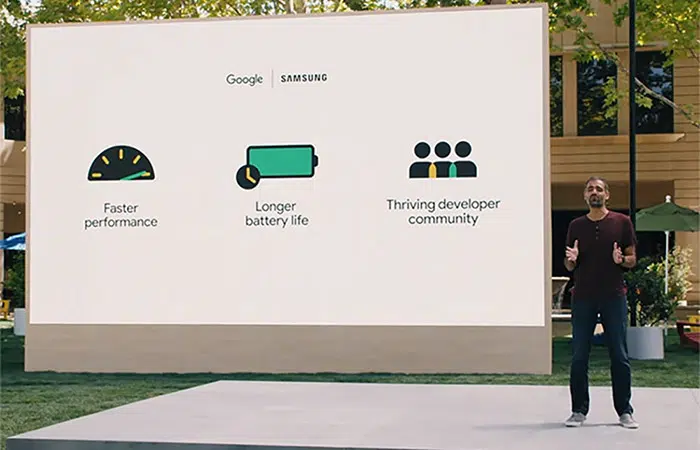 Google | SAMSUNG
Faster
performance
Longer
battery life
Thriving developer
community